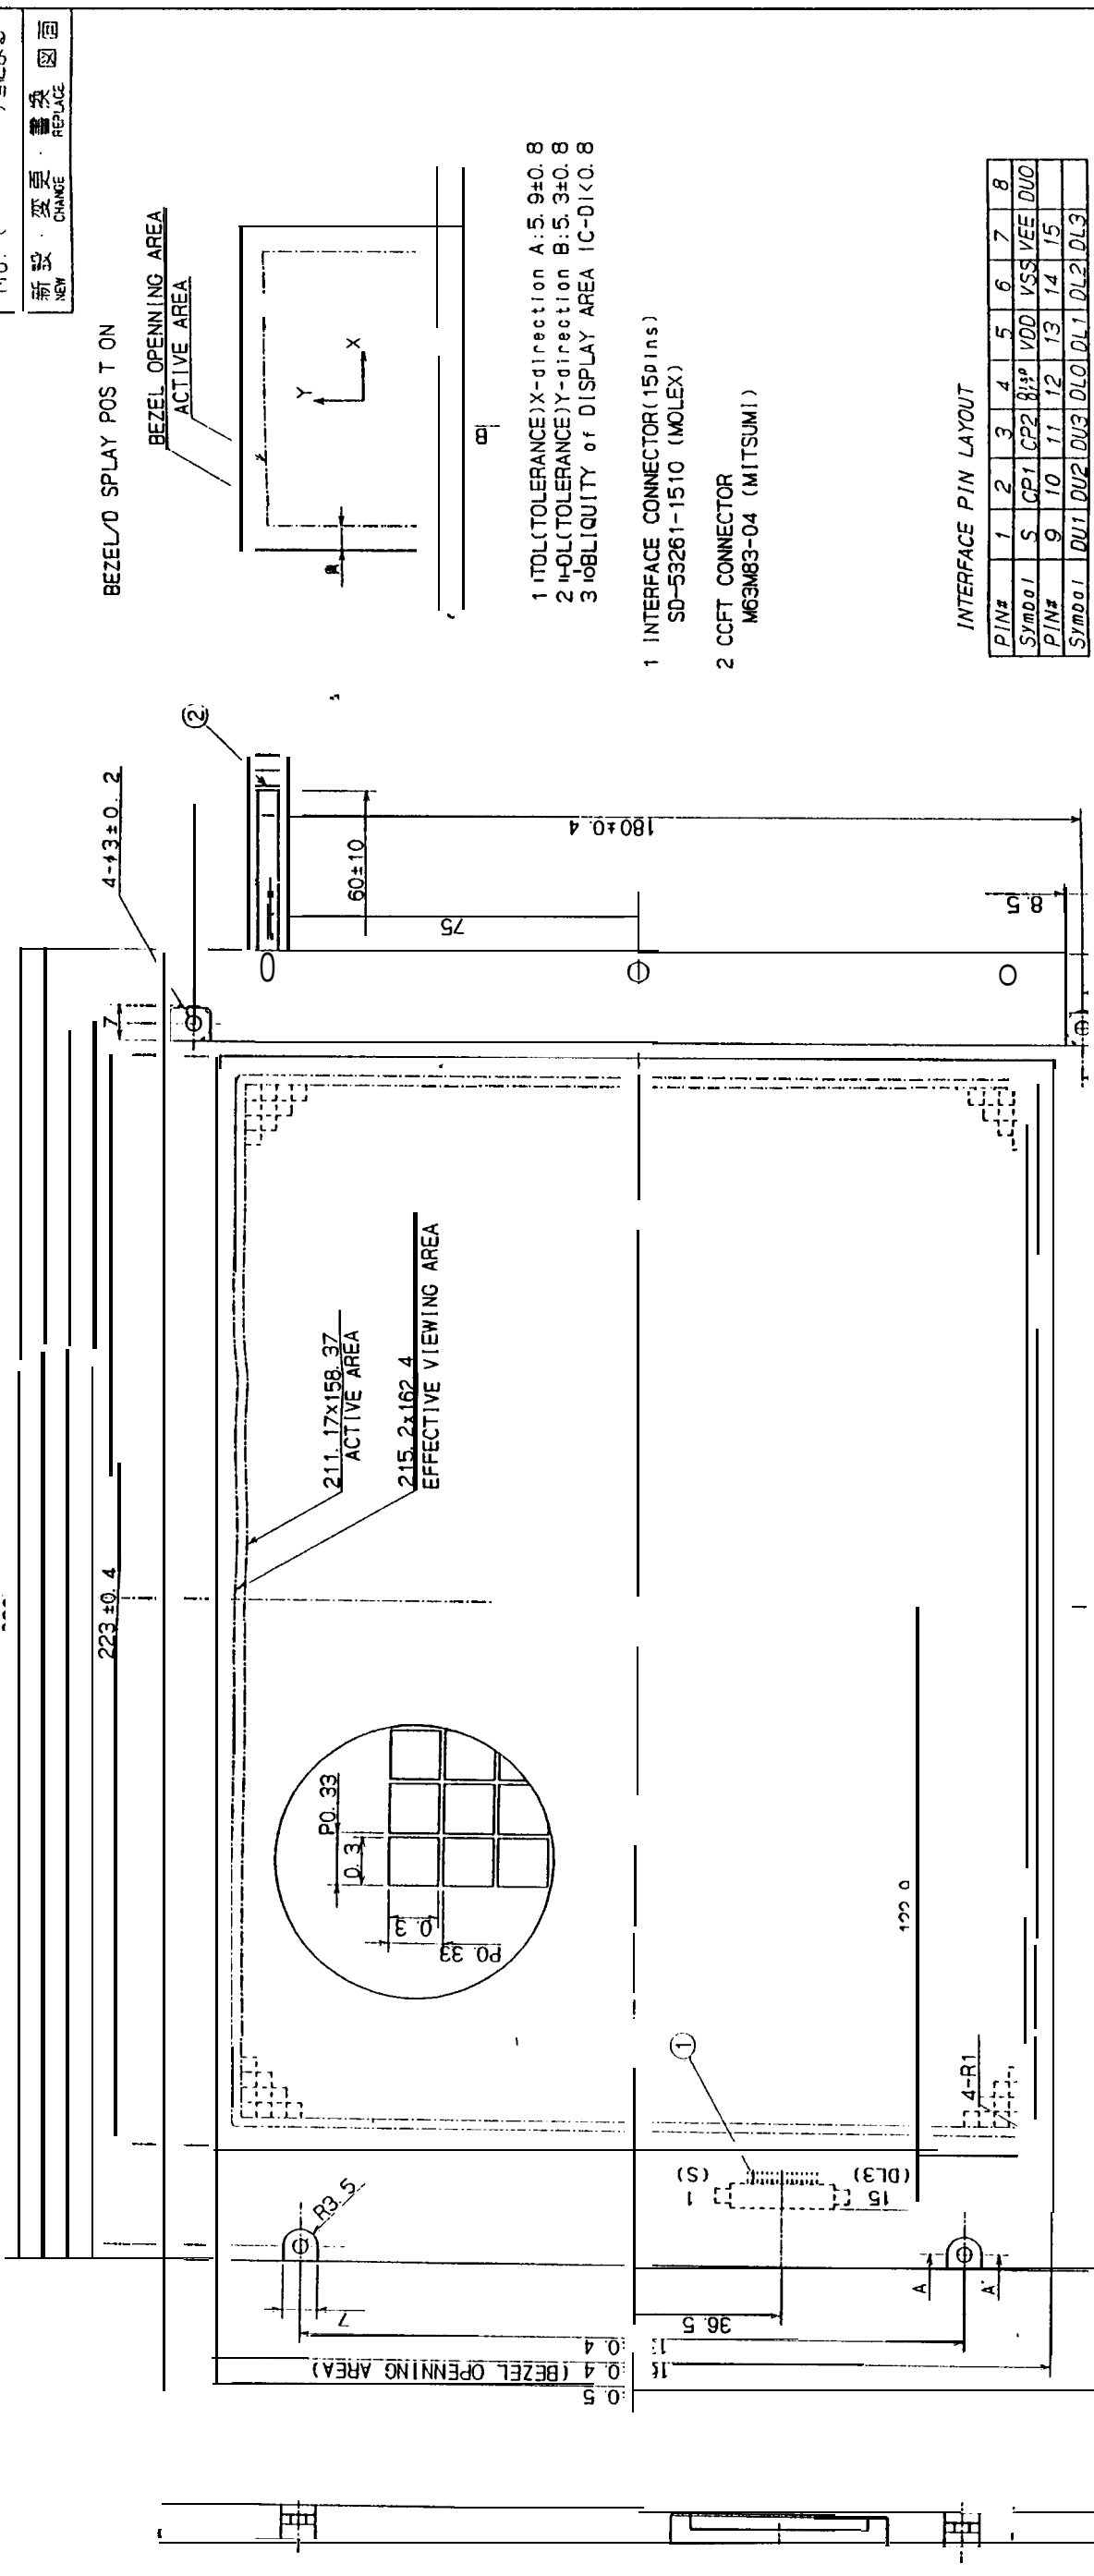 新設 · 変更 · 書換 図面
NEW CHANGE REPLACE
BEZEL/D SPLAY POS T ON
BEZEL OPENNING AREA
ACTIVE AREA
Y
X
A
B
1 TOL(TOLERANCE)X-direction A:5. 9±0. 8
2 OL(TOLERANCE)Y-direction B:5. 3±0. 8
3 OBLIQUITY of DISPLAY AREA IC-DI<0. 8
1 INTERFACE CONNECTOR(15pins)
SD-53261-1510 (MOLEX)
2 CCFT CONNECTOR
M63M83-04 (MITSUMI)
INTERFACE PIN LAYOUT
PIN# 1 2 3 4 5 6 7 8
Symbol S CP1 CP2 DISP VDD VSS VEE DU0
PIN# 9 10 11 12 13 14 15
Symbol DU1 DU2 DU3 DL0 DL1 DL2 DL3
②
4-φ3±0. 2
7
60±10
180±0. 4
75
8. 5
223±0. 4
211. 17x158. 37
ACTIVE AREA
215. 2x162. 4
EFFECTIVE VIEWING AREA
P0. 33
0. 3
0. 3
P0. 33
①
4-R1
(S)
(DL3)
1
15
R3. 5
7
36. 5
A
A'
0. 4
0. 4 (BEZEL OPENNING AREA)
0. 5